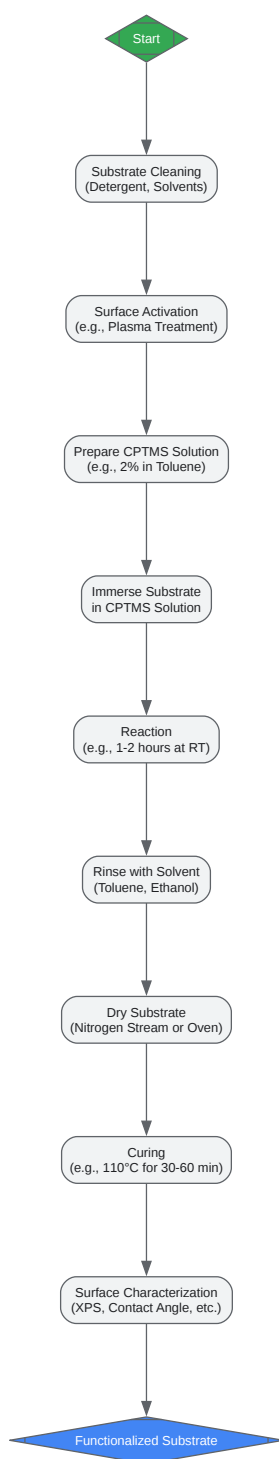 Start
Substrate Cleaning
(Detergent, Solvents)
Surface Activation
(e.g., Plasma Treatment)
Prepare CPTMS Solution
(e.g., 2% in Toluene)
Immerse Substrate
in CPTMS Solution
Reaction
(e.g., 1-2 hours at RT)
Rinse with Solvent
(Toluene, Ethanol)
Dry Substrate
(Nitrogen Stream or Oven)
Curing
(e.g., 110°C for 30-60 min)
Surface Characterization
(XPS, Contact Angle, etc.)
Functionalized Substrate